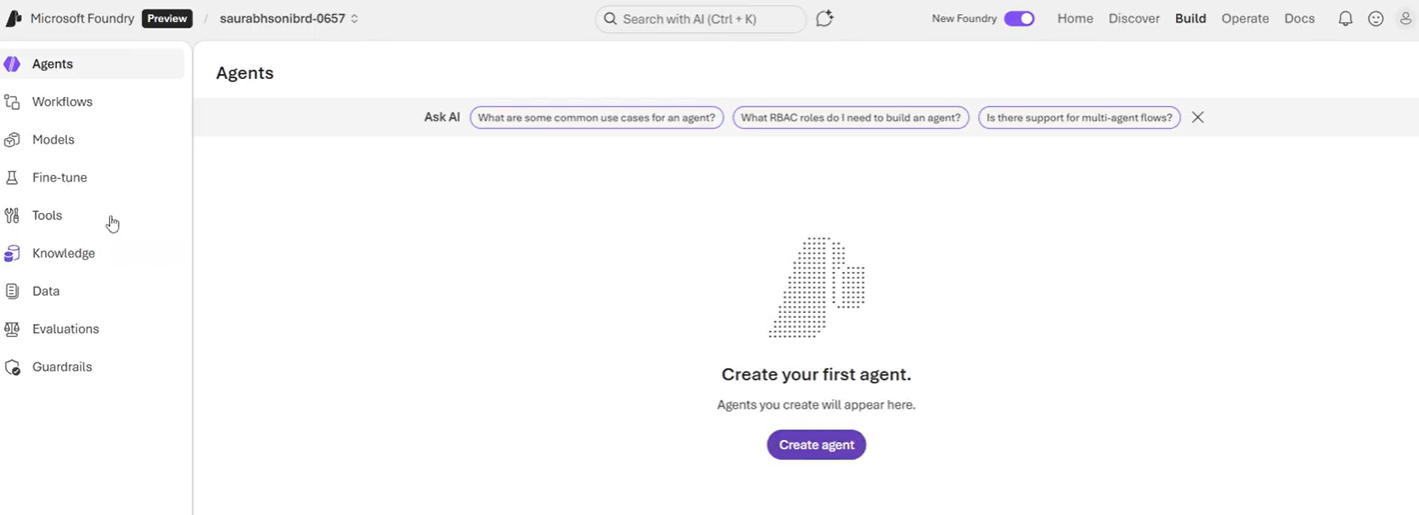 Microsoft Foundry Preview / saurabhsonibrd-0657 Search with AI (Ctrl + K) New Foundry Home Discover Build Operate Docs
Agents
Workflows
Models
Fine-tune
Tools
Knowledge
Data
Evaluations
Guardrails
Agents
Ask AI What are some common use cases for an agent? What RBAC roles do I need to build an agent? Is there support for multi-agent flows?
Create your first agent.
Agents you create will appear here.
Create agent